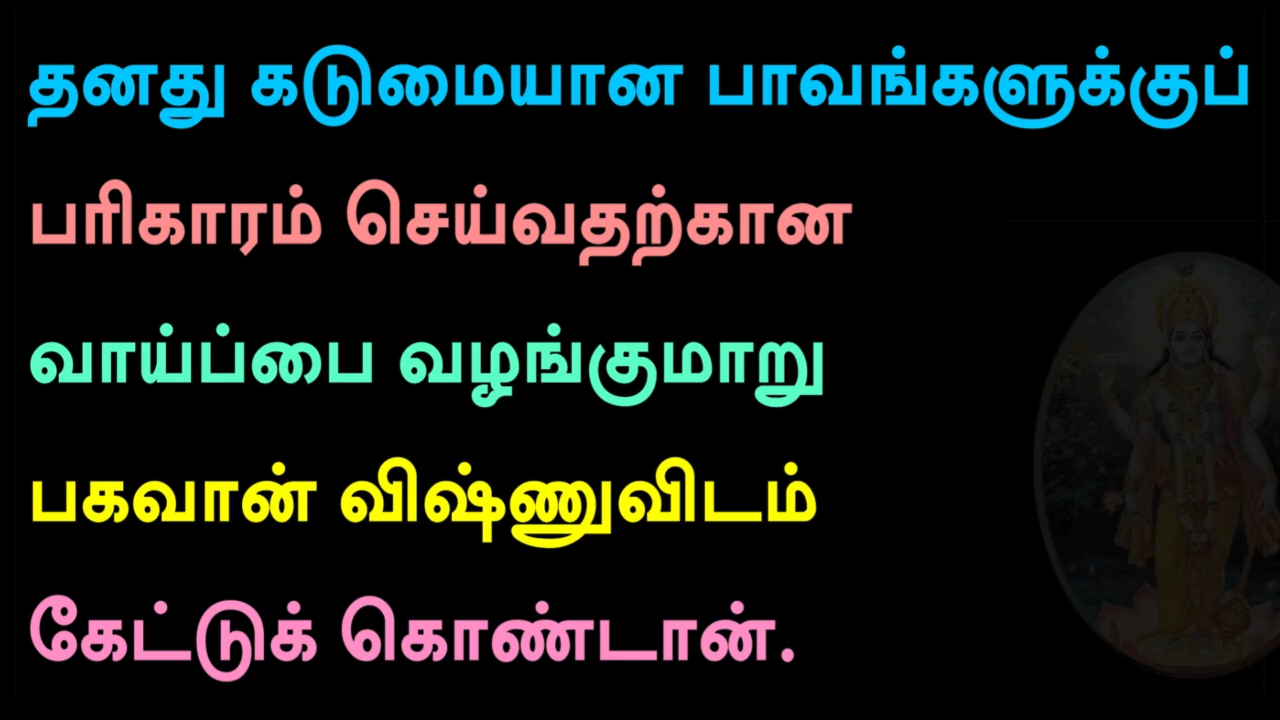 தனது கடுமையான பாவங்களுக்குப்
பரிகாரம் செய்வதற்கான
வாய்ப்பை வழங்குமாறு
பகவான் விஷ்ணுவிடம்
கேட்டுக் கொண்டான்.